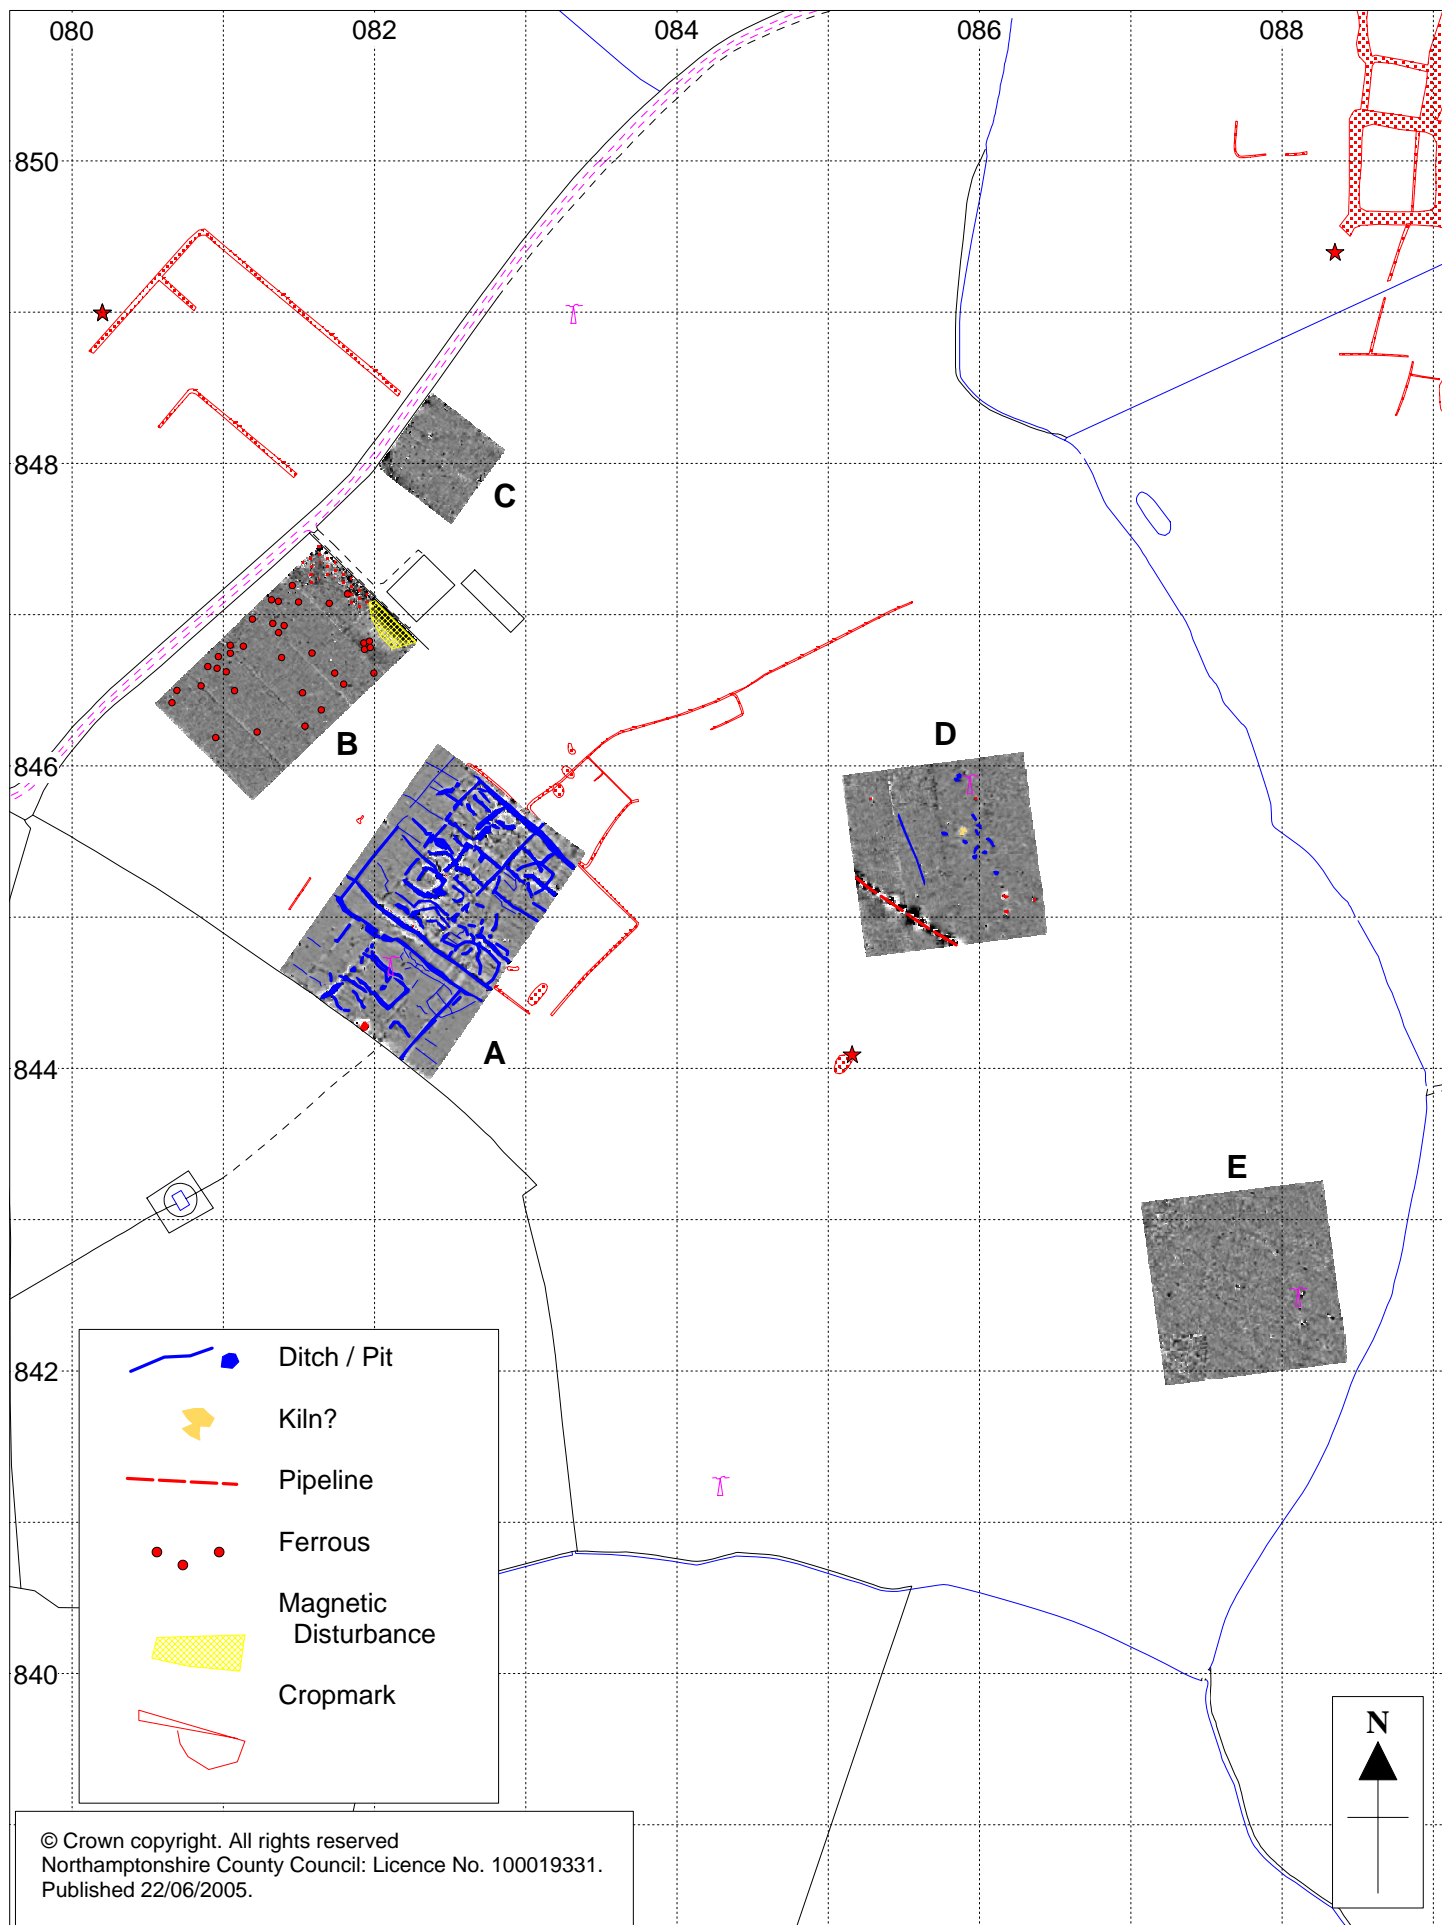 080 082 084 086 088
850
848
C
B
846
D
A
844
E
842
840
Ditch / Pit
Kiln?
Pipeline
Ferrous
Magnetic
Disturbance
Cropmark
N
© Crown copyright. All rights reserved
Northamptonshire County Council: Licence No. 100019331.
Published 22/06/2005.